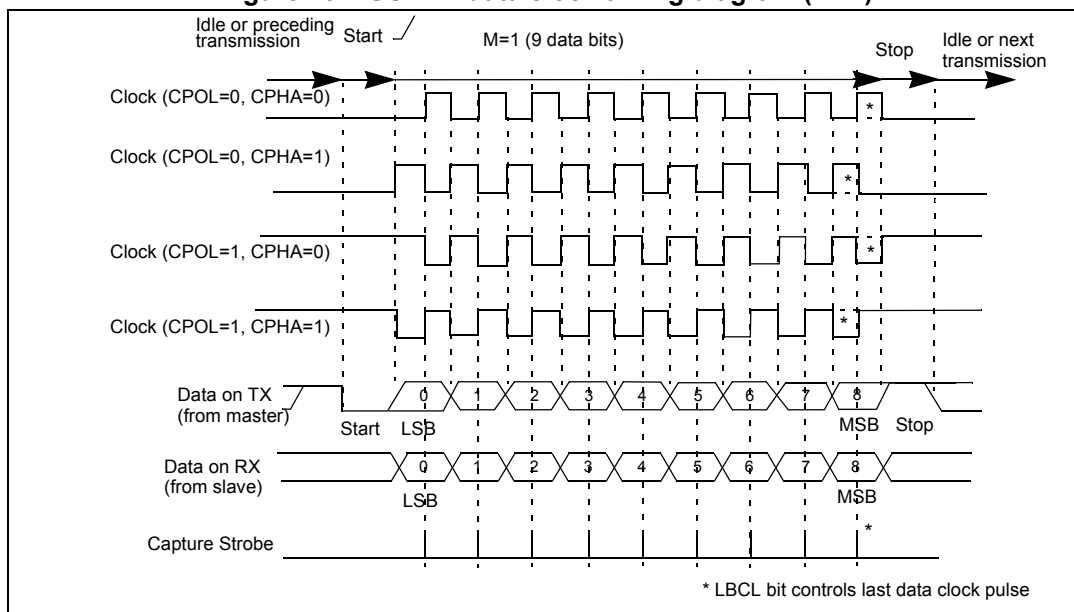 Idle or preceding
transmission
Start
M=1 (9 data bits)
Stop
Idle or next
transmission
Clock (CPOL=0, CPHA=0)
*
Clock (CPOL=0, CPHA=1)
*
Clock (CPOL=1, CPHA=0)
*
Clock (CPOL=1, CPHA=1)
*
Data on TX
(from master)
0 1 2 3 4 5 6 7 8
Start LSB MSB Stop
Data on RX
(from slave)
0 1 2 3 4 5 6 7 8
LSB MSB
Capture Strobe
*
* LBCL bit controls last data clock pulse